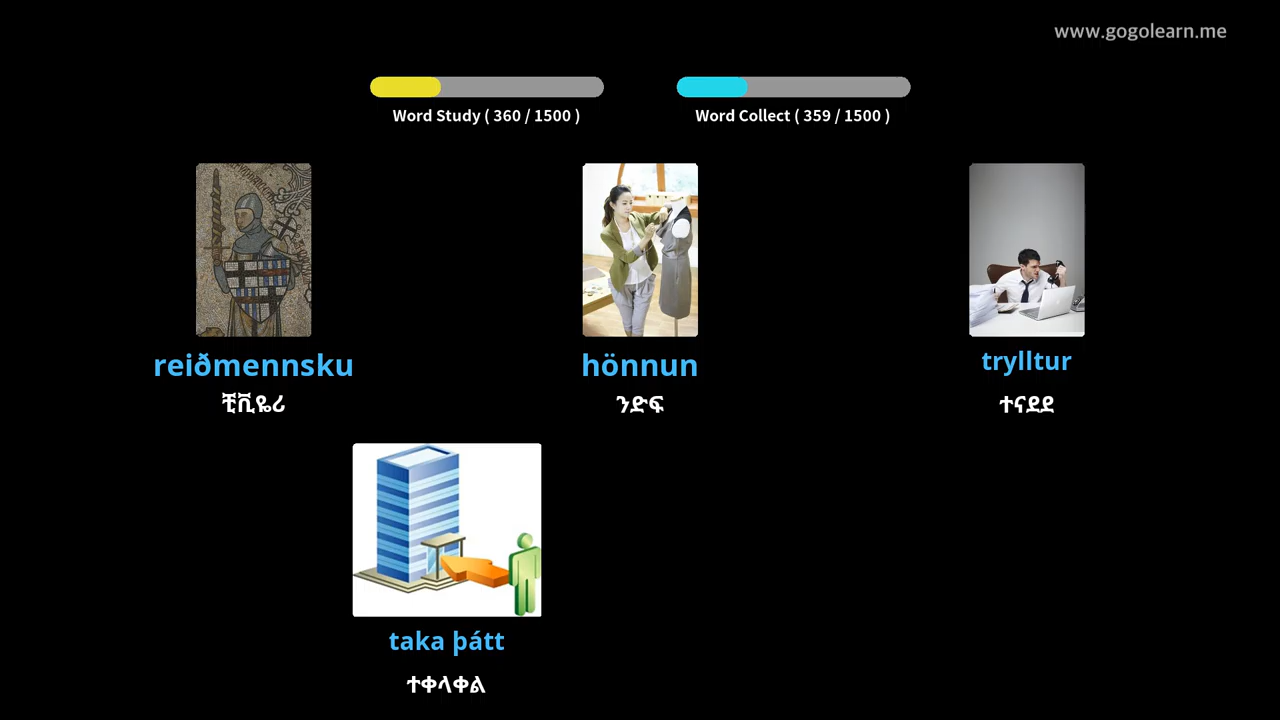 www.gogolearn.me
Word Study ( 360 / 1500 )
Word Collect ( 359 / 1500 )
reiðmennsku
ቺቪዬሪ
hönnun
ንድፍ
trylltur
ተናደደ
taka þátt
ተቀላቀል